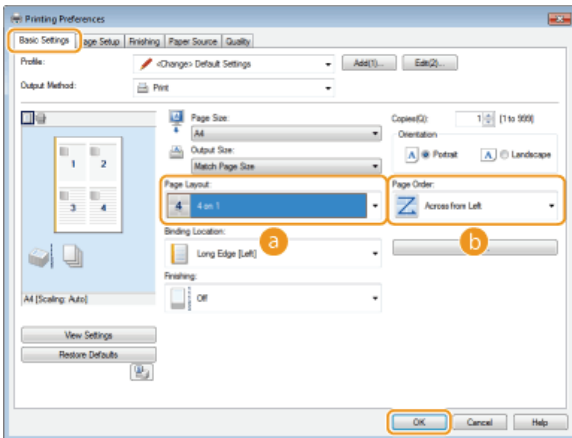 Printing Preferences
Basic Settings age Setup Finishing Paper Source Quality
Profile: <Change> Default Settings Add(1)... Edit(2)...
Output Method: Print
Page Size: Copies(Q): 1 [1 to 999]
A4 Orientation
Output Size: A Portrait A Landscape
Match Page Size
Page Layout: Page Order:
4 4 on 1 Across from Left
1 2
3 4
a b
Binding Location:
Long Edge [Left]
Finishing:
Off
A4 [Scaling: Auto]
View Settings
Restore Defaults
OK Cancel Help